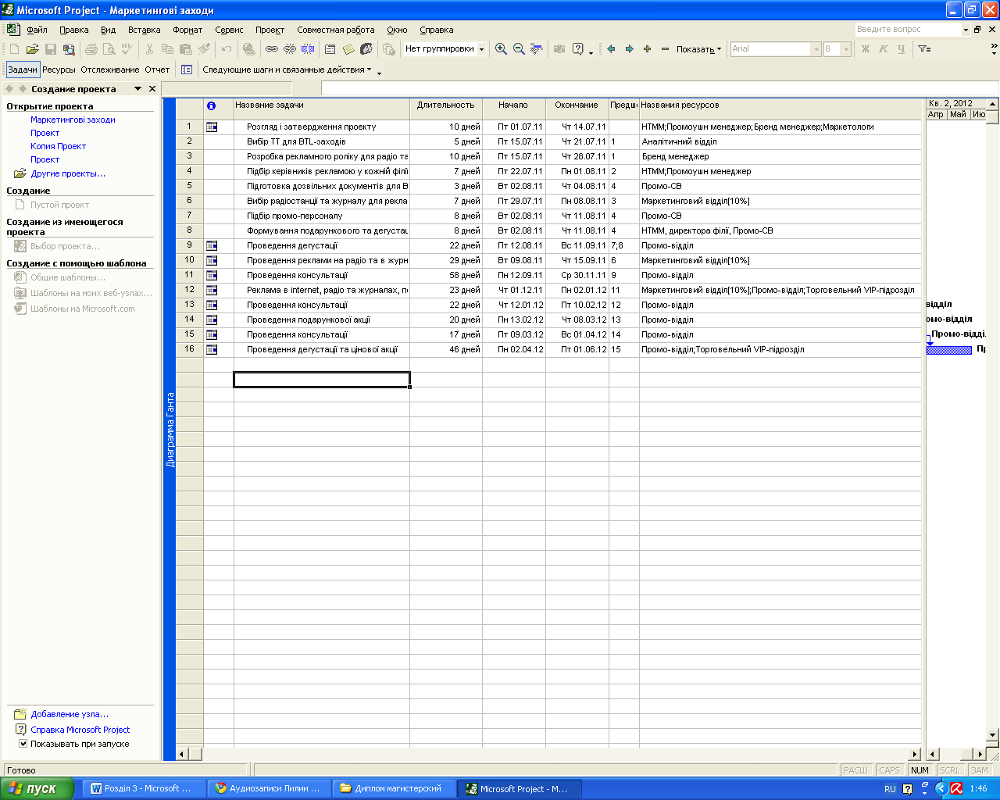 Microsoft Project - Маркетингові заходи
Файл Правка Вид Вставка Формат Сервис Проект Совместная работа Окно Справка Введите вопрос
Нет группировки Показать Arial 8 Ж К Ч
Задачи Ресурсы Отслеживание Отчет Следующие шаги и связанные действия
Создание проекта
Открытие проекта
Маркетингові заходи
Проект
Копия Проект
Проект
Другие проекты...
Создание
Пустой проект
Создание из имеющегося проекта
Выбор проекта...
Создание с помощью шаблона
Общие шаблоны...
Шаблоны на моих веб-узлах...
Шаблоны на Microsoft.com
Добавление узла...
Справка Microsoft Project
Показывать при запуске
Диаграмма Ганта
Название задачи Длительность Начало Окончание Предш Названия ресурсов
1 Розгляд і затвердження проекту 10 дней Пт 01.07.11 Чт 14.07.11 НТММ;Промоушн менеджер;Бренд менеджер;Маркетологи
2 Вибір ТТ для BTL-заходів 5 дней Пт 15.07.11 Чт 21.07.11 1 Аналітичний відділ
3 Розробка рекламного роліку для радіо та 10 дней Пт 15.07.11 Чт 28.07.11 1 Бренд менеджер
4 Підбір керівників рекламою у кожній філії 7 дней Пт 22.07.11 Пн 01.08.11 2 НТММ;Промоушн менеджер
5 Підготовка дозвільних документів для В 3 дней Вт 02.08.11 Чт 04.08.11 4 Промо-СВ
6 Вибір радіостанції та журналу для рекла 7 дней Пт 29.07.11 Пн 08.08.11 3 Маркетинговий відділ[10%]
7 Підбір промо-персоналу 8 дней Вт 02.08.11 Чт 11.08.11 4 Промо-СВ
8 Формування подарункового та дегустац 8 дней Вт 02.08.11 Чт 11.08.11 4 НТММ, директора філії, Промо-СВ
9 Проведення дегустації 22 дней Пт 12.08.11 Вс 11.09.11 7;8 Промо-відділ
10 Проведення реклами на радіо та в журн 29 дней Вт 09.08.11 Чт 15.09.11 6 Маркетинговий відділ[10%]
11 Проведення консультації 58 дней Пн 12.09.11 Ср 30.11.11 9 Промо-відділ
12 Реклама в internet, радіо та журналах, п 23 дней Чт 01.12.11 Пн 02.01.12 11 Маркетинговий відділ[10%];Промо-відділ;Торговельний VIP-підрозділ
13 Проведення консультації 22 дней Чт 12.01.12 Пт 10.02.12 12 Промо-відділ
14 Проведення подарункової акції 20 дней Пн 13.02.12 Чт 08.03.12 13 Промо-відділ
15 Проведення консультації 17 дней Пт 09.03.12 Вс 01.04.12 14 Промо-відділ
16 Проведення дегустації та цінової акції 46 дней Пн 02.04.12 Пт 01.06.12 15 Промо-відділ;Торговельний VIP-підрозділ
Кв. 2, 2012
Апр Май Ию
відділ
омо-відділ
Промо-відділ
Пр
Готово РАСШ CAPS NUM SCRL ЗАМ
пуск Розділ 3 - Microsoft ... Аудиозаписи Лилии ... Диплом магистерский Microsoft Project - М... RU 1:46